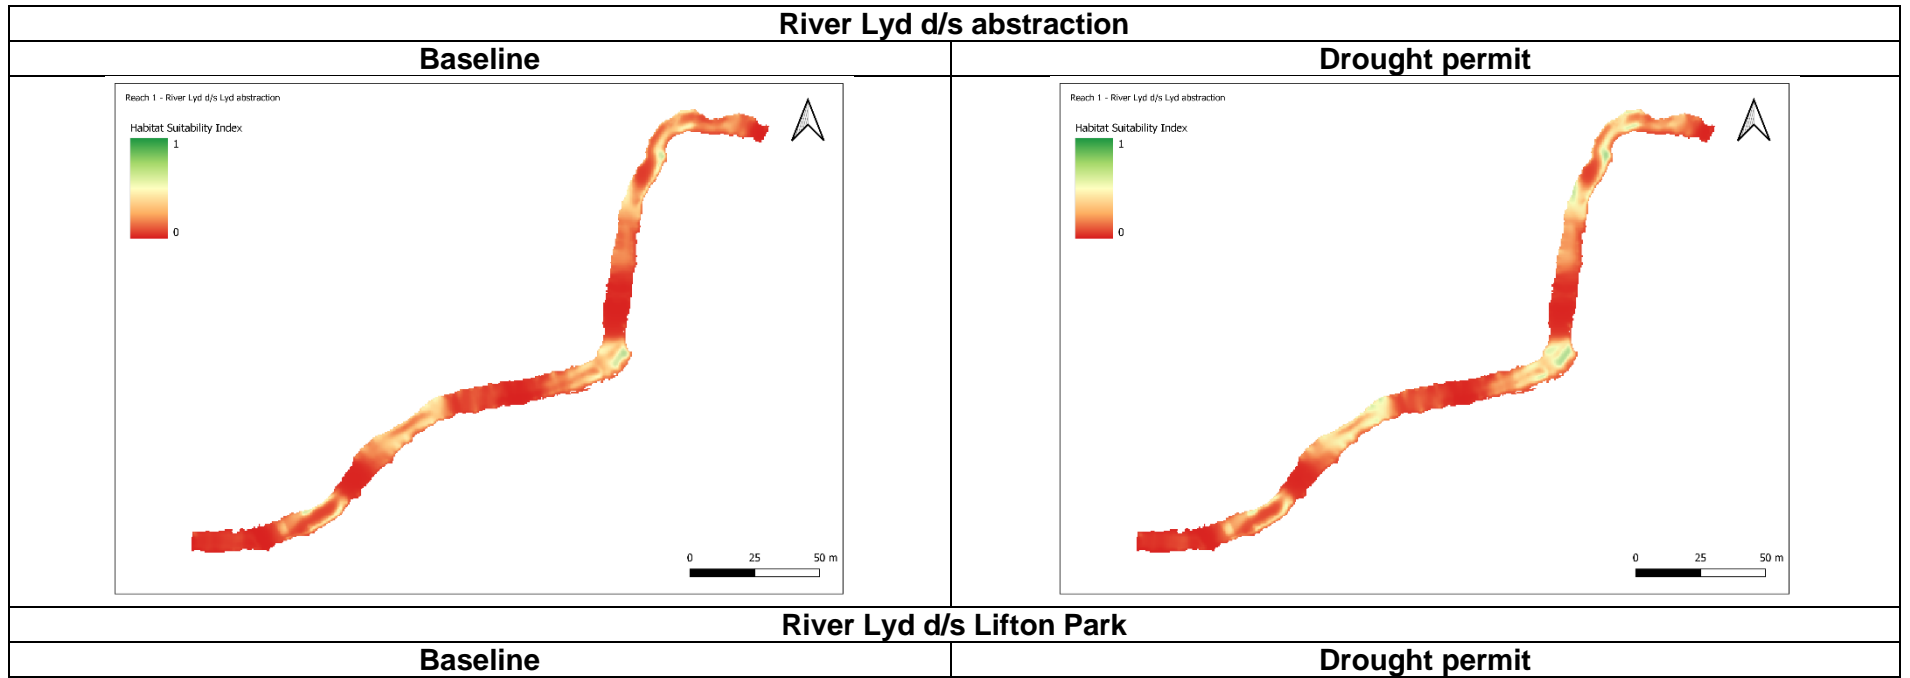 River Lyd d/s abstraction
Baseline Drought permit
Reach 1 - River Lyd d/s Lyd abstraction
Habitat Suitability Index
1
0
0 25 50 m
Reach 1 - River Lyd d/s Lyd abstraction
Habitat Suitability Index
1
0
0 25 50 m
River Lyd d/s Lifton Park
Baseline Drought permit